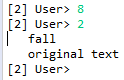 [2] User> 8
[2] User> 2
   fall
   original text
[2] User>